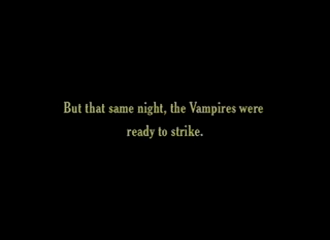 But that same night, the Vampires were
ready to strike.